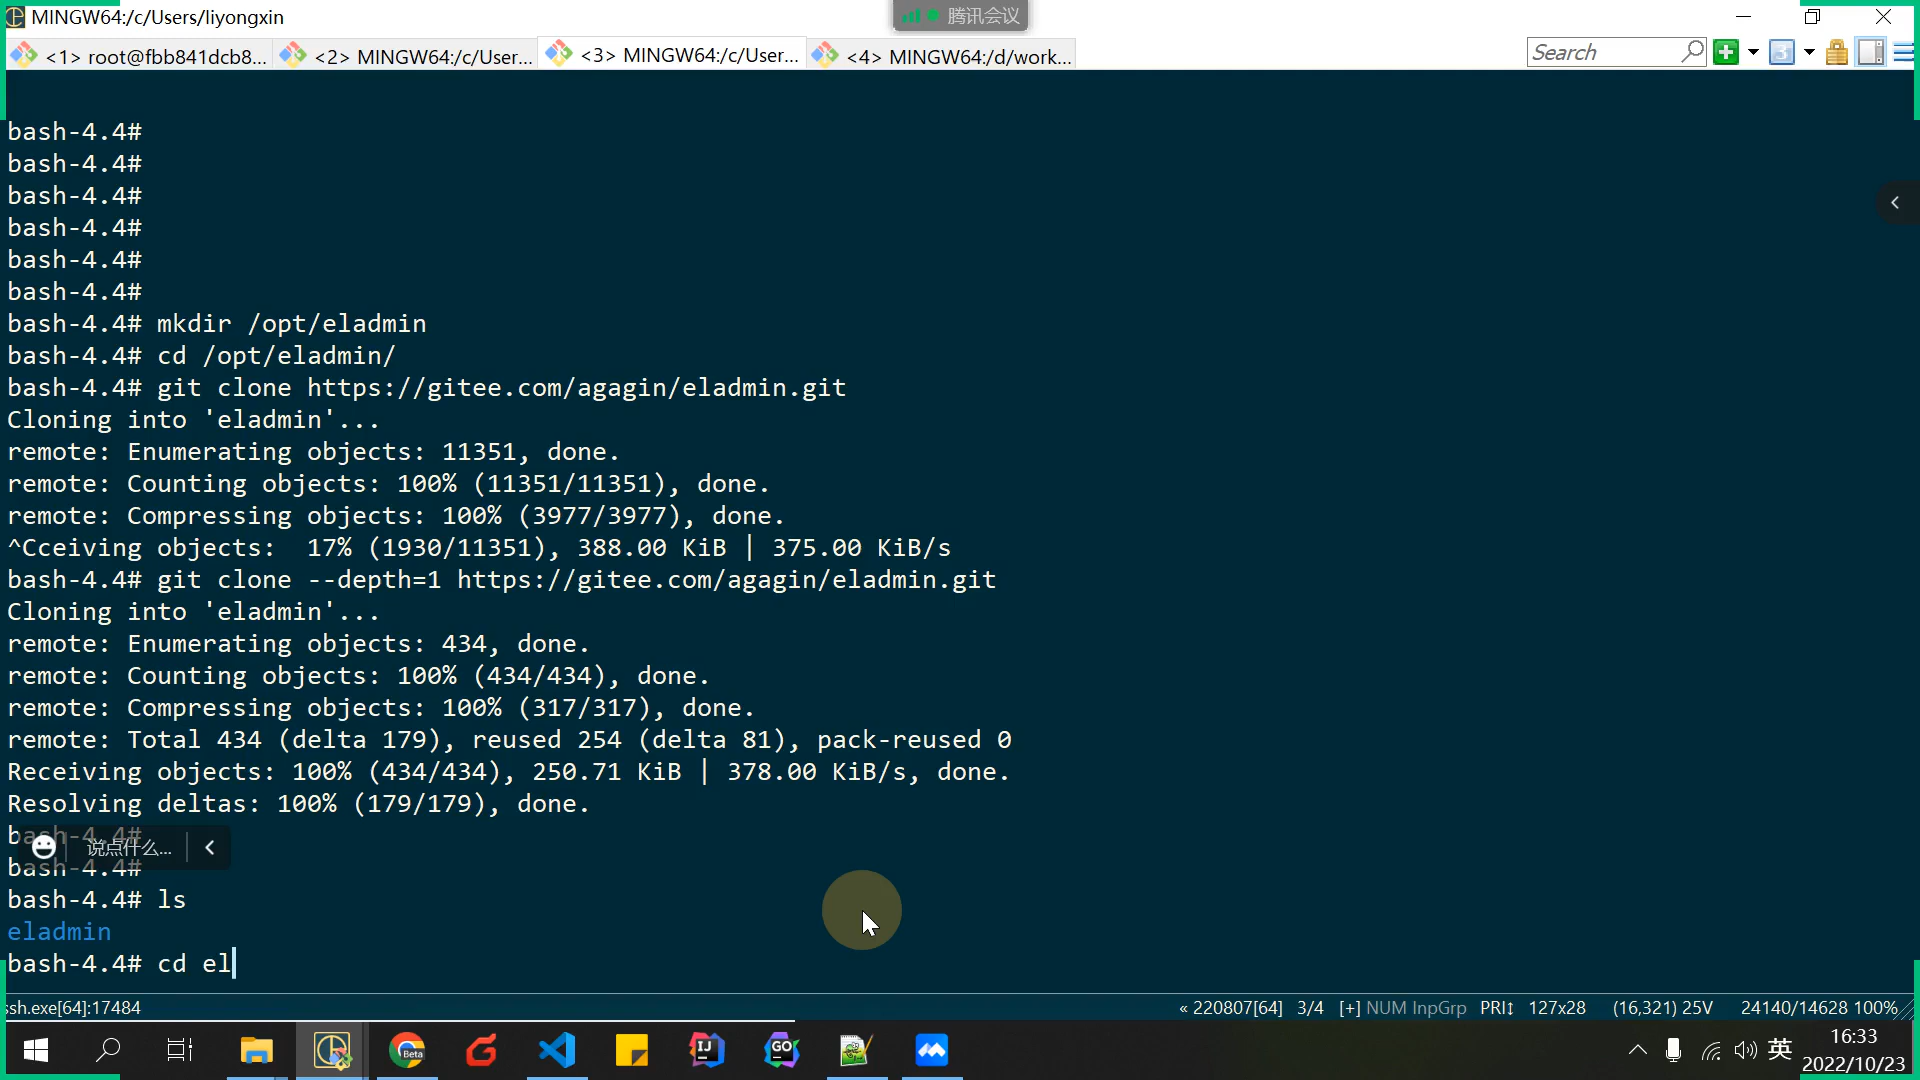 MINGW64:/c/Users/liyongxin
腾讯会议
<1> root@fbb841dcb8...
<2> MINGW64:/c/User...
<3> MINGW64:/c/User...
<4> MINGW64:/d/work...
Search
bash-4.4#
bash-4.4#
bash-4.4#
bash-4.4#
bash-4.4#
bash-4.4#
bash-4.4# mkdir /opt/eladmin
bash-4.4# cd /opt/eladmin/
bash-4.4# git clone https://gitee.com/agagin/eladmin.git
Cloning into 'eladmin'...
remote: Enumerating objects: 11351, done.
remote: Counting objects: 100% (11351/11351), done.
remote: Compressing objects: 100% (3977/3977), done.
^Cceiving objects:  17% (1930/11351), 388.00 KiB | 375.00 KiB/s
bash-4.4# git clone --depth=1 https://gitee.com/agagin/eladmin.git
Cloning into 'eladmin'...
remote: Enumerating objects: 434, done.
remote: Counting objects: 100% (434/434), done.
remote: Compressing objects: 100% (317/317), done.
remote: Total 434 (delta 179), reused 254 (delta 81), pack-reused 0
Receiving objects: 100% (434/434), 250.71 KiB | 378.00 KiB/s, done.
Resolving deltas: 100% (179/179), done.
bash-4.4#
说点什么...
bash-4.4#
bash-4.4# ls
eladmin
bash-4.4# cd el
ssh.exe[64]:17484
« 220807[64] 3/4 [+] NUM InpGrp PRI↕ 127x28 (16,321) 25V 24140/14628 100%
Beta
IJ
GO
英
16:33
2022/10/23